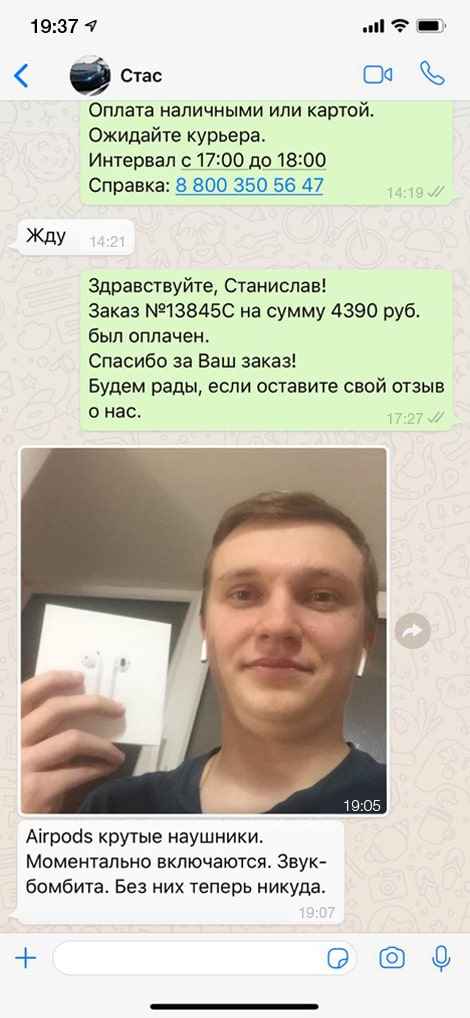 19:37
Стас
Оплата наличными или картой.
Ожидайте курьера.
Интервал с 17:00 до 18:00
Справка: 8 800 350 56 47
14:19
Жду
14:21
Здравствуйте, Станислав!
Заказ №13845С на сумму 4390 руб.
был оплачен.
Спасибо за Ваш заказ!
Будем рады, если оставите свой отзыв
о нас.
17:27
19:05
Airpods крутые наушники.
Моментально включаются. Звук-
бомбита. Без них теперь никуда.
19:07